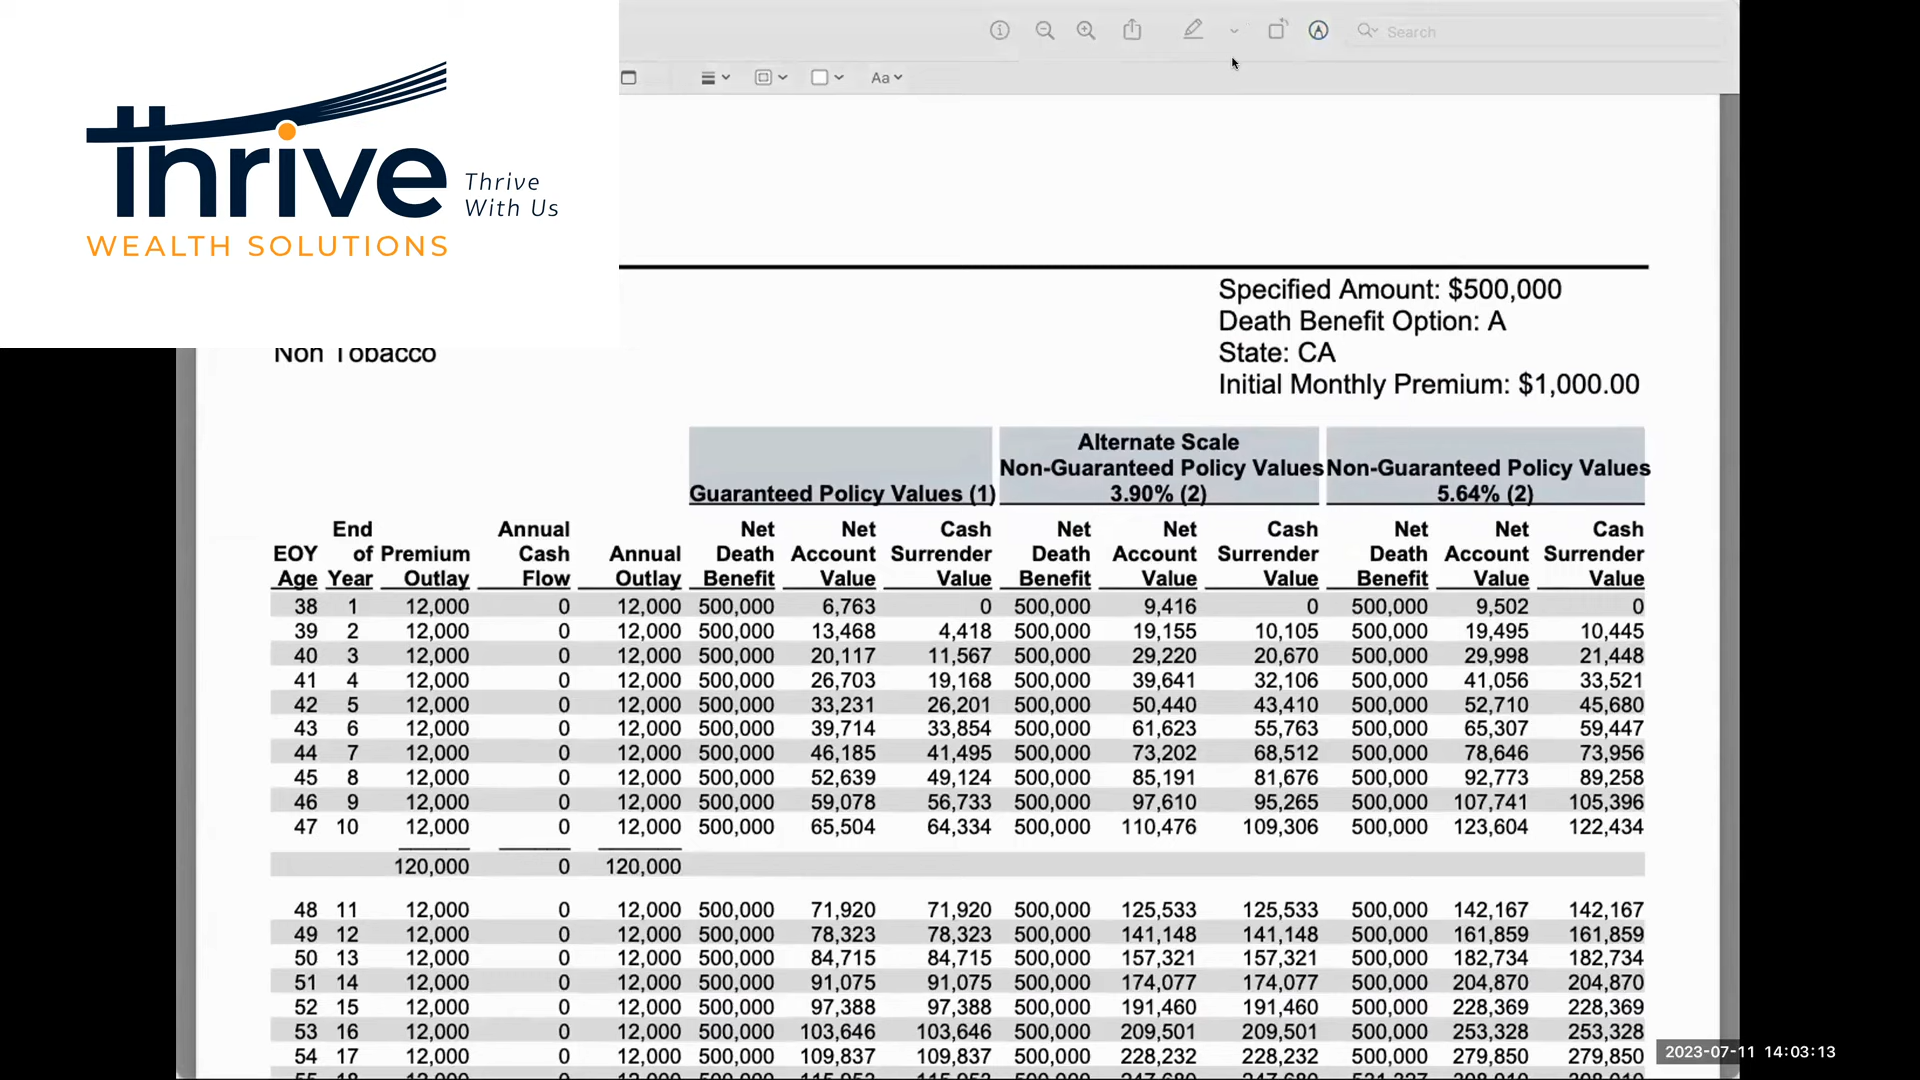 thrive
Thrive
With Us
WEALTH SOLUTIONS
Search
Aa
Non Tobacco
Specified Amount: $500,000
Death Benefit Option: A
State: CA
Initial Monthly Premium: $1,000.00
Guaranteed Policy Values (1)
Alternate Scale
Non-Guaranteed Policy Values
3.90% (2)
Non-Guaranteed Policy Values
5.64% (2)
EOY Age End of Year Premium Outlay Annual Cash Flow Annual Outlay Net Death Benefit Net Account Value Cash Surrender Value Net Death Benefit Net Account Value Cash Surrender Value Net Death Benefit Net Account Value Cash Surrender Value
38 1 12,000 0 12,000 500,000 6,763 0 500,000 9,416 0 500,000 9,502 0
39 2 12,000 0 12,000 500,000 13,468 4,418 500,000 19,155 10,105 500,000 19,495 10,445
40 3 12,000 0 12,000 500,000 20,117 11,567 500,000 29,220 20,670 500,000 29,998 21,448
41 4 12,000 0 12,000 500,000 26,703 19,168 500,000 39,641 32,106 500,000 41,056 33,521
42 5 12,000 0 12,000 500,000 33,231 26,201 500,000 50,440 43,410 500,000 52,710 45,680
43 6 12,000 0 12,000 500,000 39,714 33,854 500,000 61,623 55,763 500,000 65,307 59,447
44 7 12,000 0 12,000 500,000 46,185 41,495 500,000 73,202 68,512 500,000 78,646 73,956
45 8 12,000 0 12,000 500,000 52,639 49,124 500,000 85,191 81,676 500,000 92,773 89,258
46 9 12,000 0 12,000 500,000 59,078 56,733 500,000 97,610 95,265 500,000 107,741 105,396
47 10 12,000 0 12,000 500,000 65,504 64,334 500,000 110,476 109,306 500,000 123,604 122,434
120,000 0 120,000
48 11 12,000 0 12,000 500,000 71,920 71,920 500,000 125,533 125,533 500,000 142,167 142,167
49 12 12,000 0 12,000 500,000 78,323 78,323 500,000 141,148 141,148 500,000 161,859 161,859
50 13 12,000 0 12,000 500,000 84,715 84,715 500,000 157,321 157,321 500,000 182,734 182,734
51 14 12,000 0 12,000 500,000 91,075 91,075 500,000 174,077 174,077 500,000 204,870 204,870
52 15 12,000 0 12,000 500,000 97,388 97,388 500,000 191,460 191,460 500,000 228,369 228,369
53 16 12,000 0 12,000 500,000 103,646 103,646 500,000 209,501 209,501 500,000 253,328 253,328
54 17 12,000 0 12,000 500,000 109,837 109,837 500,000 228,232 228,232 500,000 279,850 279,850
2023-07-11 14:03:13